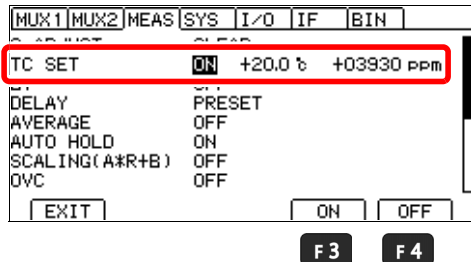 MUX1 MUX2 MEAS SYS I/O IF BIN
TC SET ON +20.0 ℃ +03930 ppm
DELAY PRESET
AVERAGE OFF
AUTO HOLD ON
SCALING(A*R+B) OFF
OVC OFF
EXIT ON OFF
F3 F4